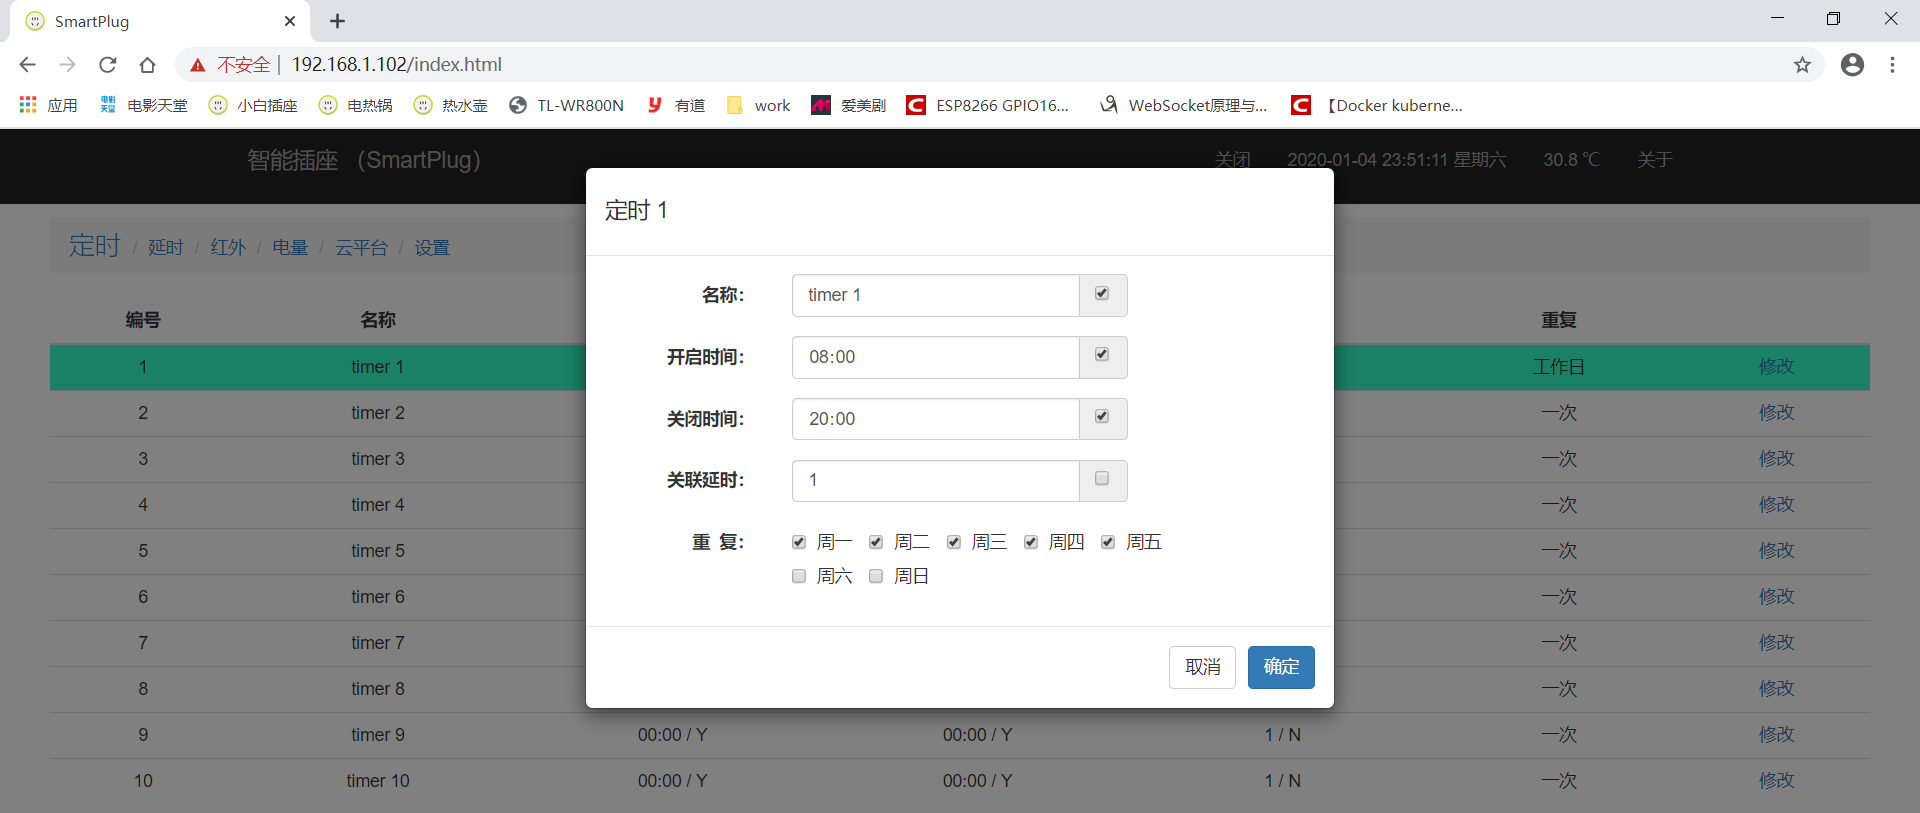 SmartPlug
不安全 | 192.168.1.102/index.html
应用 电影天堂 电影天堂 小白插座 电热锅 热水壶 TL-WR800N 有道 work 爱美剧 ESP8266 GPIO16... WebSocket原理与... 【Docker kuberne...
智能插座 （SmartPlug） 关闭 2020-01-04 23:51:11 星期六 30.8 ℃ 关于
定时 / 延时 / 红外 / 电量 / 云平台 / 设置
编号 名称 重复
1 timer 1 工作日 修改
2 timer 2 一次 修改
3 timer 3 一次 修改
4 timer 4 一次 修改
5 timer 5 一次 修改
6 timer 6 一次 修改
7 timer 7 一次 修改
8 timer 8 一次 修改
9 timer 9 00:00 / Y 00:00 / Y 1 / N 一次 修改
10 timer 10 00:00 / Y 00:00 / Y 1 / N 一次 修改
定时 1
名称： timer 1
开启时间： 08:00
关闭时间： 20:00
关联延时： 1
重 复： 周一 周二 周三 周四 周五
周六 周日
取消 确定